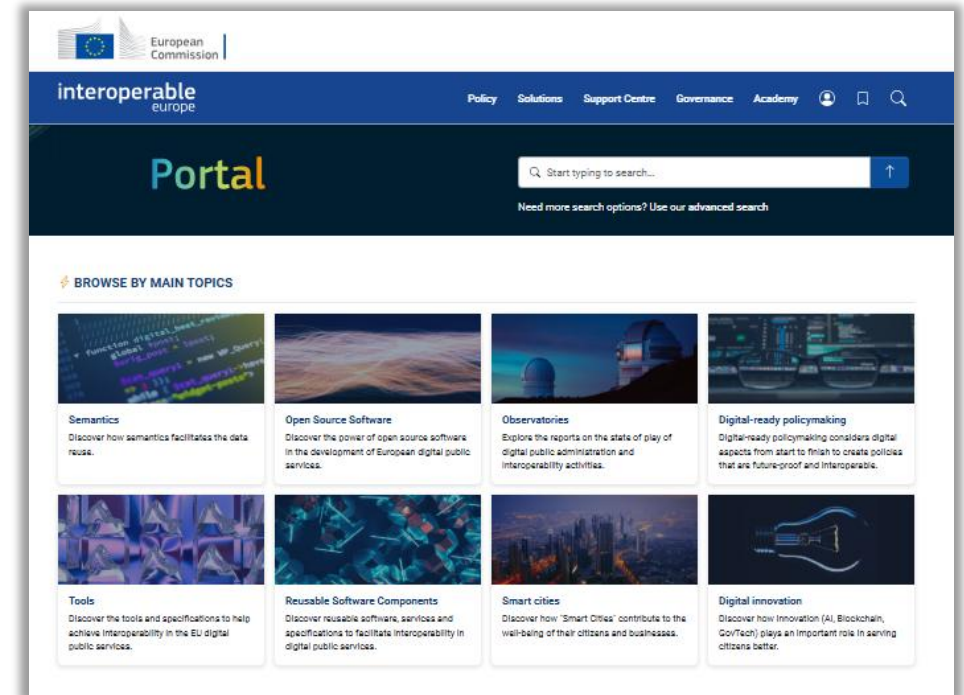 European
Commission
interoperable
europe
Policy Solutions Support Centre Governance Academy
Portal
Start typing to search...
Need more search options? Use our advanced search
BROWSE BY MAIN TOPICS
Semantics
Discover how semantics facilitates the data
reuse.
Open Source Software
Discover the power of open source software
in the development of European digital public
services.
Observatories
Explore the reports on the state of play of
digital public administration and
interoperability activities.
Digital-ready policymaking
Digital-ready policymaking considers digital
aspects from start to finish to create policies
that are future-proof and interoperable.
Tools
Discover the tools and specifications to help
achieve interoperability in the EU digital
public services.
Reusable Software Components
Discover reusable software, services and
specifications to facilitate interoperability in
digital public services.
Smart cities
Discover how "Smart Cities" contribute to the
well-being of their citizens and businesses.
Digital innovation
Discover how innovation (AI, Blockchain,
GovTech) plays an important role in serving
citizens better.